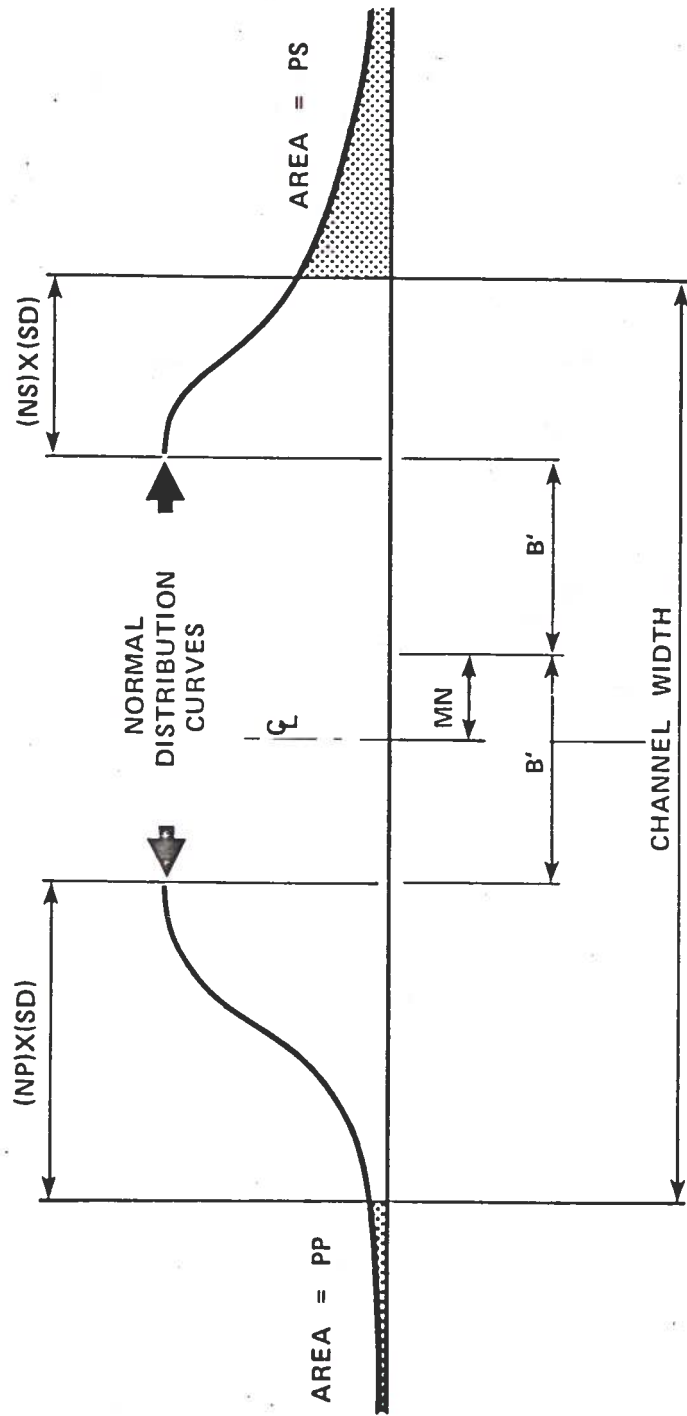 (NP)X(SD)
(NS)X(SD)
NORMAL
DISTRIBUTION
CURVES
AREA = PP
AREA = PS
℄
MN
B'
B'
CHANNEL WIDTH